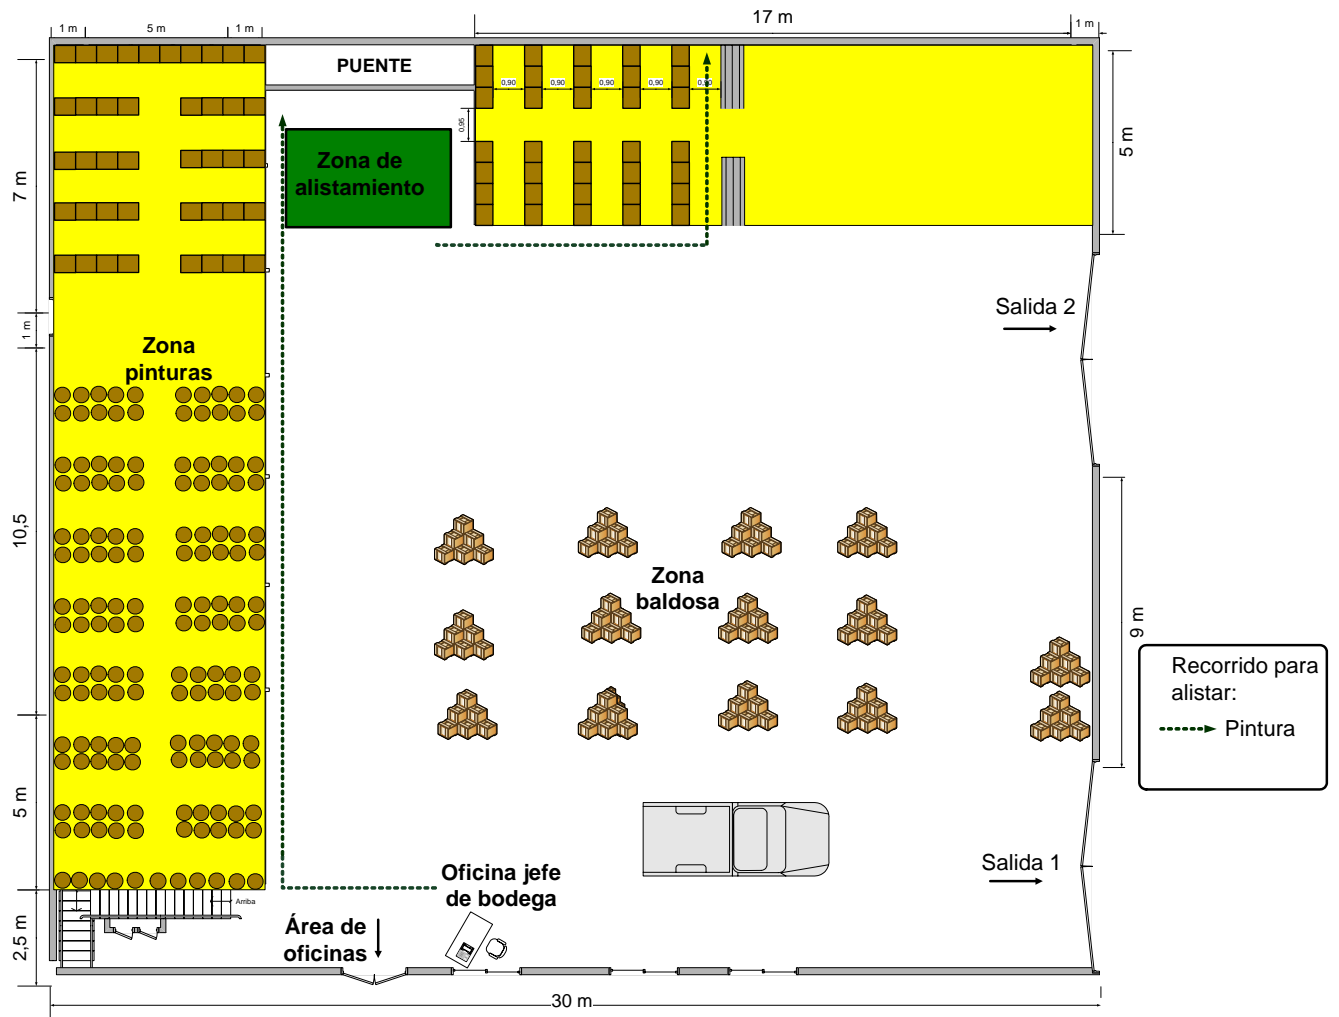 1 m
5 m
1 m
17 m
1 m
PUENTE
0,90
0,90
0,90
0,90
0,90
0,95
Zona de
alistamiento
5 m
7 m
1 m
Salida 2
Zona
pinturas
10,5
Zona
baldosa
9 m
Recorrido para
alistar:
Pintura
5 m
Salida 1
Oficina jefe
de bodega
Arriba
Área de
oficinas
2,5 m
30 m